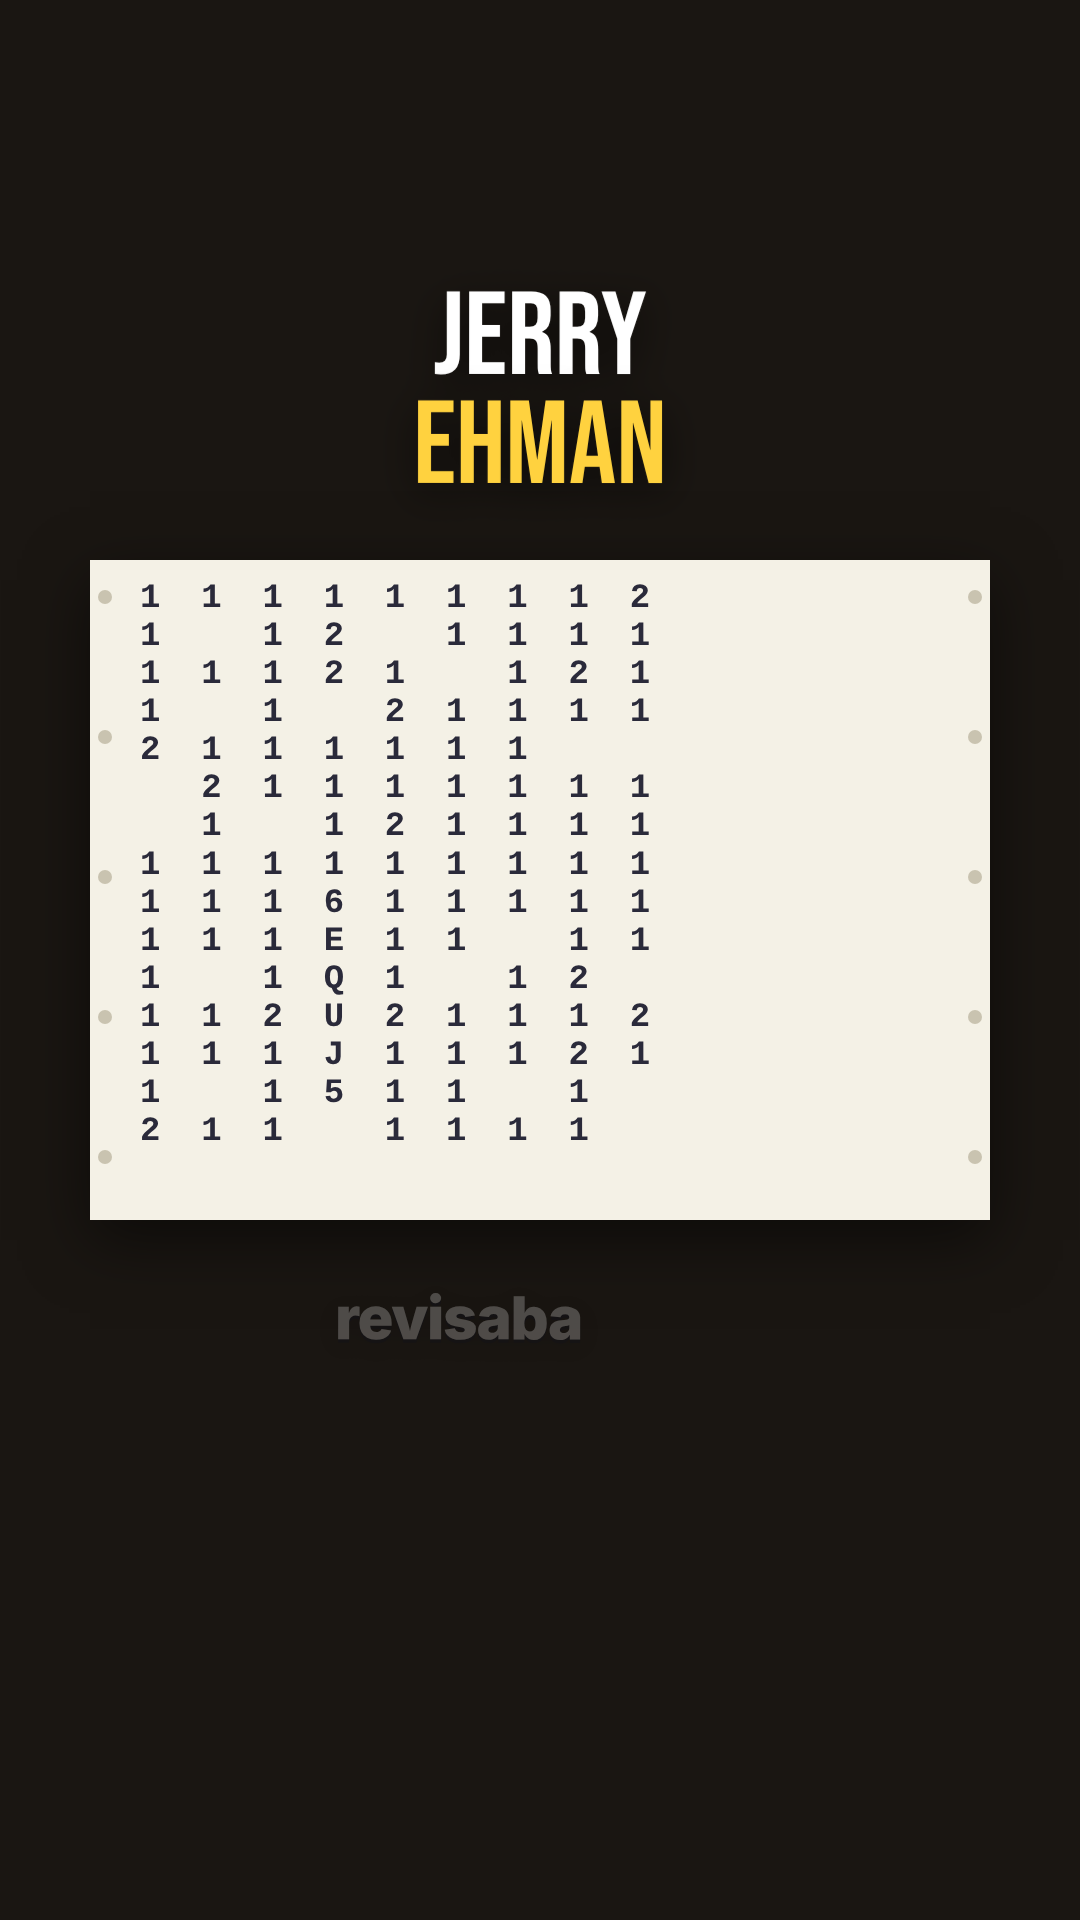 JERRY
EHMAN
1 1 1 1 1 1 1 1 2
1   1 2   1 1 1 1
1 1 1 2 1   1 2 1
1   1   2 1 1 1 1
2 1 1 1 1 1 1
  2 1 1 1 1 1 1 1
  1   1 2 1 1 1 1
1 1 1 1 1 1 1 1 1
1 1 1 6 1 1 1 1 1
1 1 1 E 1 1   1 1
1   1 Q 1   1 2
1 1 2 U 2 1 1 1 2
1 1 1 J 1 1 1 2 1
1   1 5 1 1   1
2 1 1   1 1 1 1
revisaba